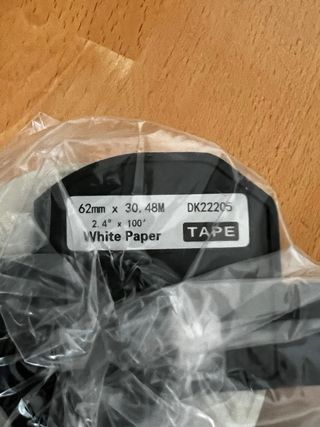 62mm x 30.48M DK22205
2.4" x 100'
White Paper TAPE